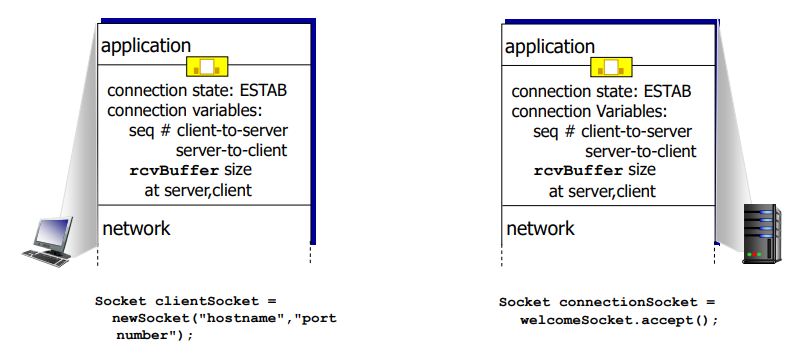 application
connection state: ESTAB
connection variables:
seq # client-to-server
server-to-client
rcvBuffer size
at server,client
network
Socket clientSocket =
newSocket("hostname","port
number");
application
connection state: ESTAB
connection Variables:
seq # client-to-server
server-to-client
rcvBuffer size
at server,client
network
Socket connectionSocket =
welcomeSocket.accept();